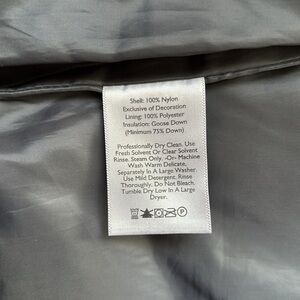 Shell: 100% Nylon
Exclusive of Decoration
Lining: 100% Polyester
Insulation: Goose Down
(Minimum 75% Down)
Professionally Dry Clean. Use
Fresh Solvent Or Clear Solvent
Rinse. Steam Only. -Or- Machine
Wash Warm Delicate,
Separately In A Large Washer.
Use Mild Detergent. Rinse
Thoroughly. Do Not Bleach.
Tumble Dry Low In A Large
Dryer.
P